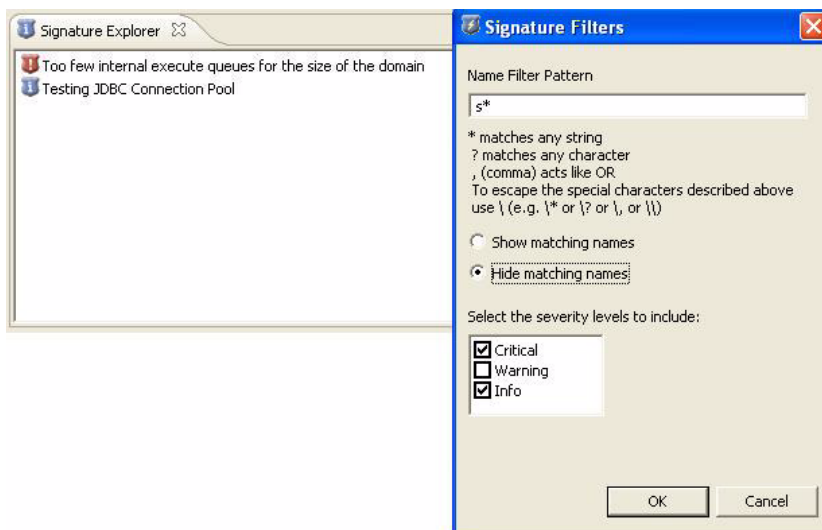 Signature Explorer
Too few internal execute queues for the size of the domain
Testing JDBC Connection Pool
Signature Filters
Name Filter Pattern
s*
* matches any string
? matches any character
, (comma) acts like OR
To escape the special characters described above
use \ (e.g. \* or \? or \, or \\)
Show matching names
Hide matching names
Select the severity levels to include:
Critical
Warning
Info
OK
Cancel